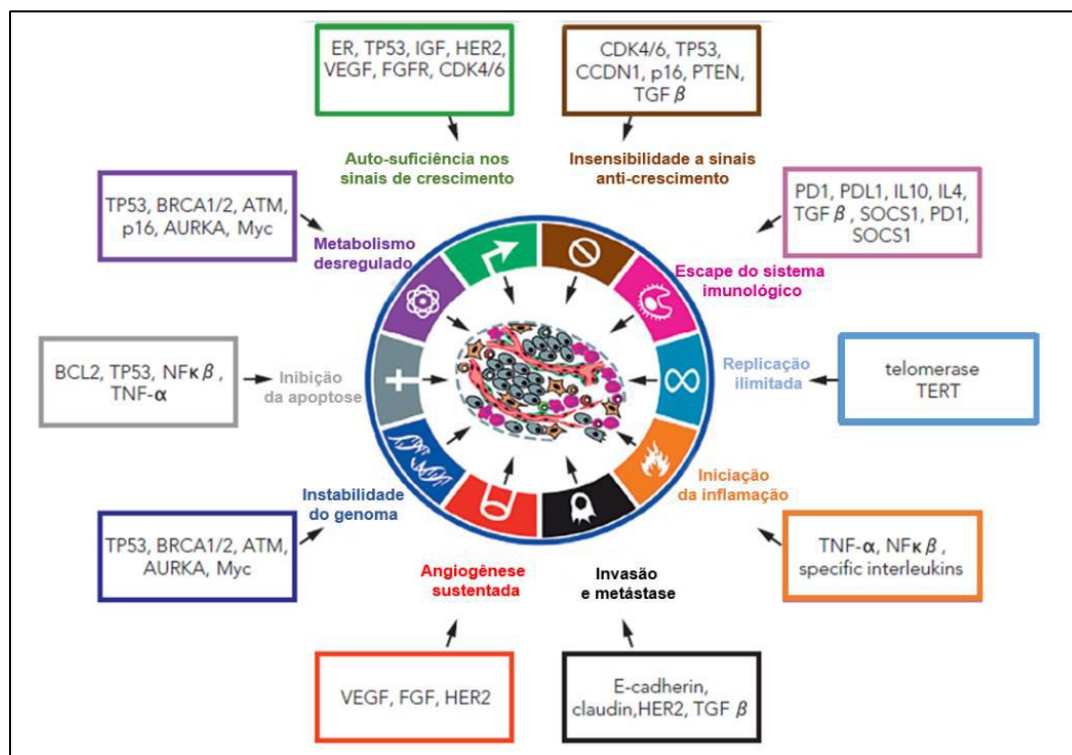 ER, TP53, IGF, HER2,
VEGF, FGFR, CDK4/6
CDK4/6, TP53,
CCDN1, p16, PTEN,
TGF β
Auto-suficiência nos
sinais de crescimento
Insensibilidade a sinais
anti-crescimento
TP53, BRCA1/2, ATM,
p16, AURKA, Myc
Metabolismo
desregulado
PD1, PDL1, IL10, IL4,
TGF β , SOCS1, PD1,
SOCS1
Escape do sistema
imunológico
BCL2, TP53, NFκ β ,
TNF-α
Inibição
da apoptose
Replicação
ilimitada
telomerase
TERT
Instabilidade
do genoma
Iniciação
da inflamação
TP53, BRCA1/2, ATM,
AURKA, Myc
Angiogênese
sustentada
Invasão
e metástase
TNF-α, NFκ β ,
specific interleukins
VEGF, FGF, HER2
E-cadherin,
claudin,HER2, TGF β